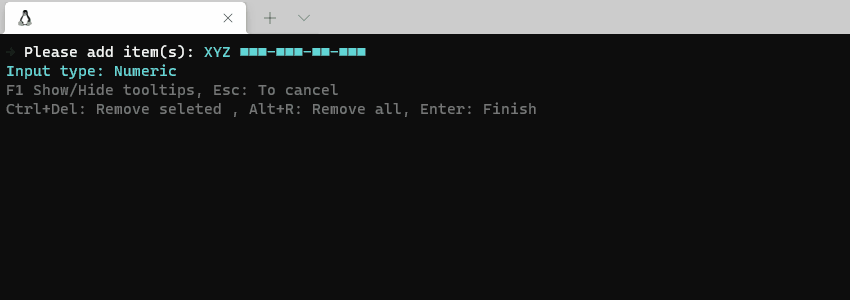 → Please add item(s): XYZ ■■■-■■■-■■-■■■
Input type: Numeric
F1 Show/Hide tooltips, Esc: To cancel
Ctrl+Del: Remove seleted , Alt+R: Remove all, Enter: Finish